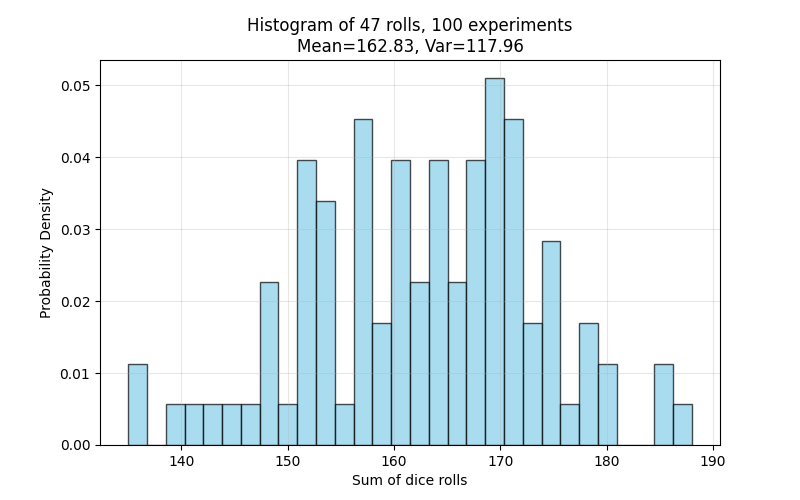 Histogram of 47 rolls, 100 experiments
Mean=162.83, Var=117.96
Probability Density
0.05
0.04
0.03
0.02
0.01
0.00
140 150 160 170 180 190
Sum of dice rolls